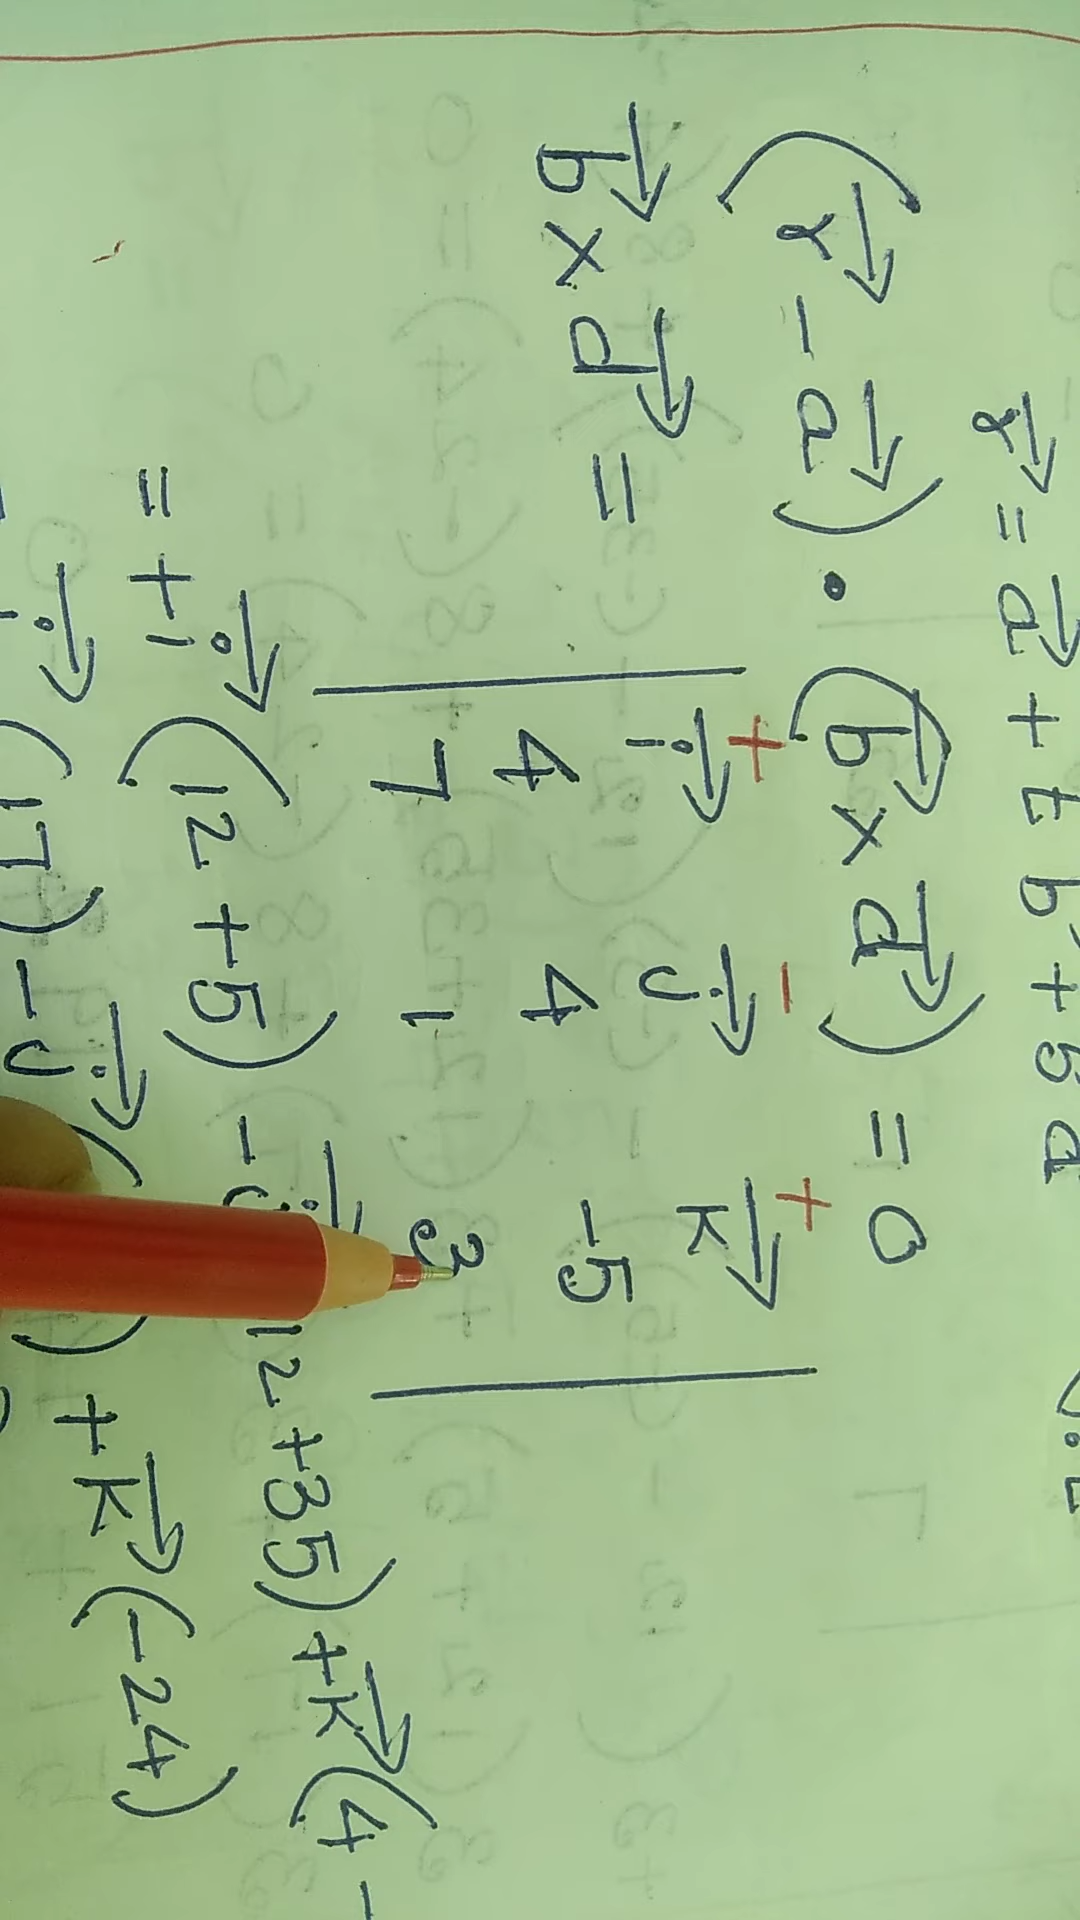 r⃗ = a⃗ + t b⃗ + s d⃗
(r⃗ - a⃗) · (b⃗ × d⃗) = 0
+ - +
b⃗ × d⃗ = | i⃗ j⃗ k⃗ |
4 4 -5
7 1 3
= + i⃗ (12 + 5) - j⃗ 12 + 35) + k⃗ (4 -
i⃗ (17) - j⃗ ( ) + k⃗ (-24)